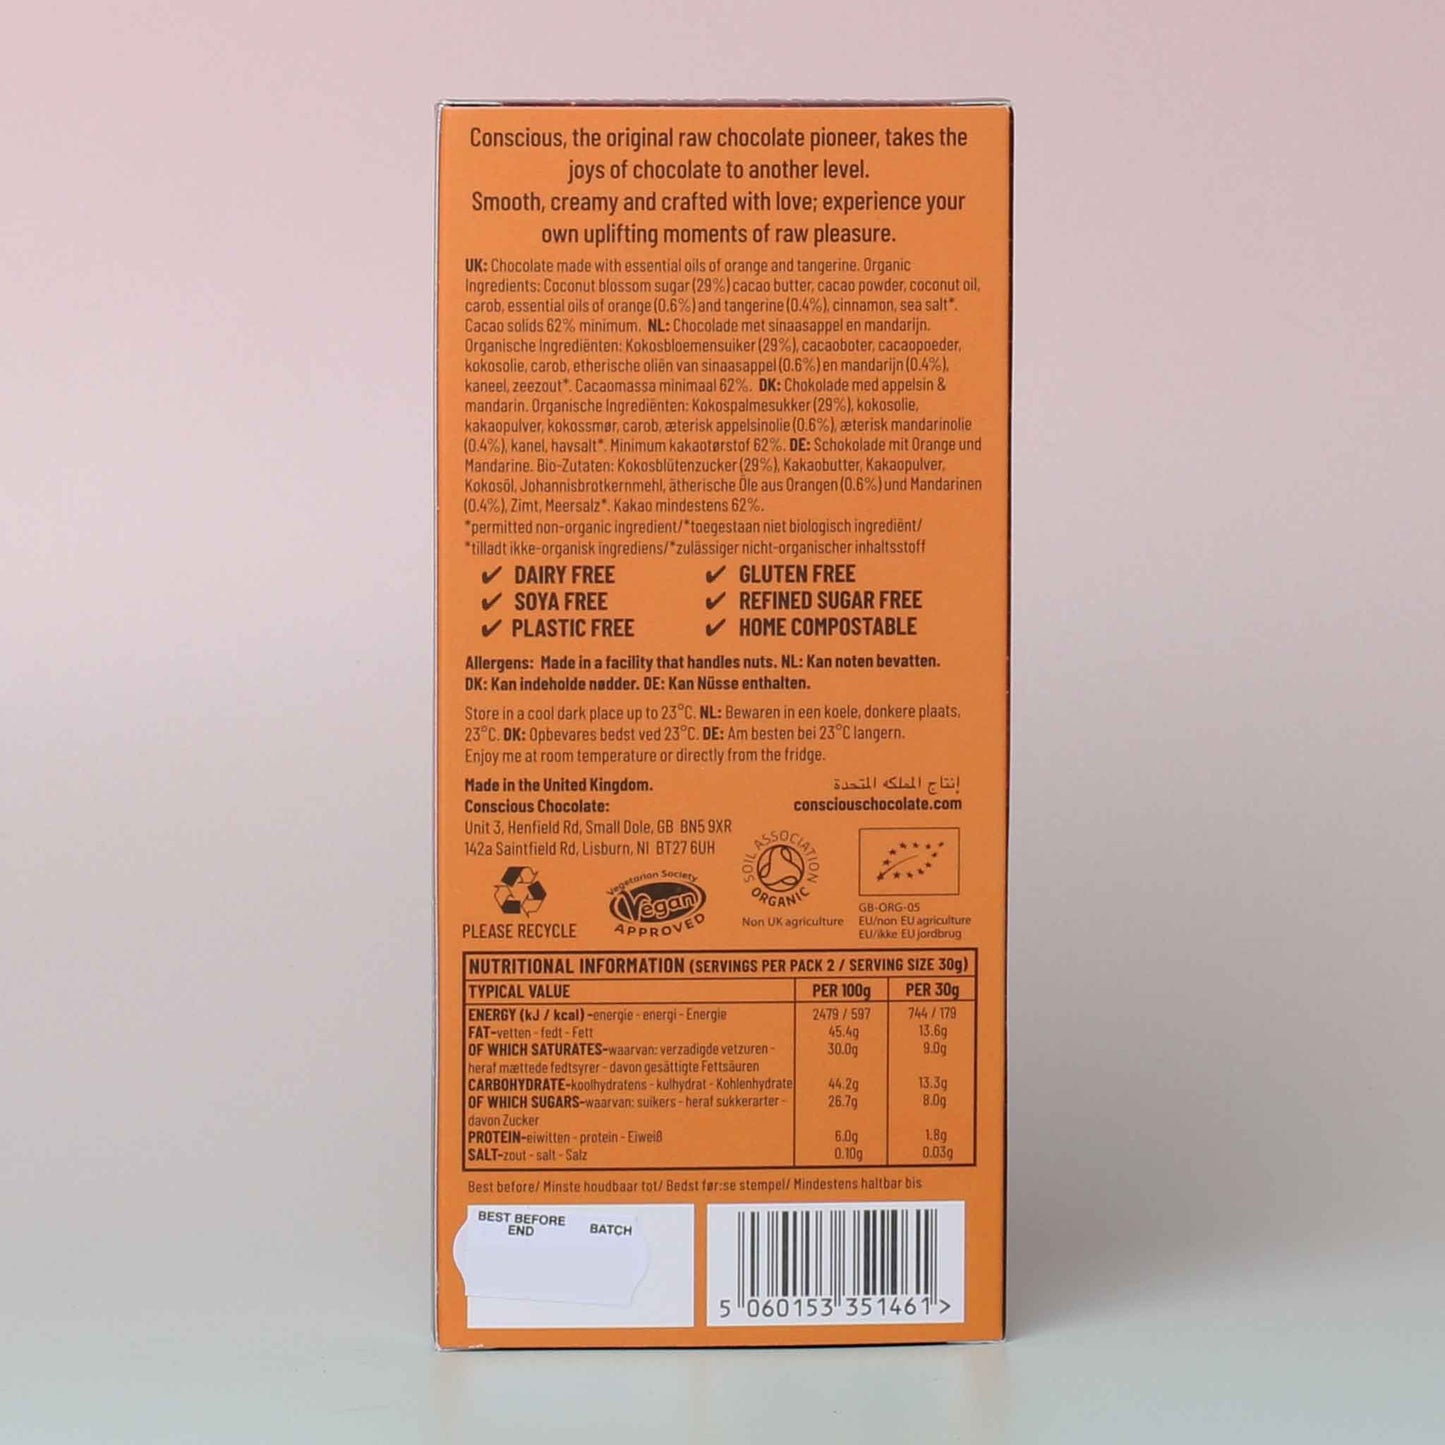 Conscious, the original raw chocolate pioneer, takes the
joys of chocolate to another level.
Smooth, creamy and crafted with love; experience your
own uplifting moments of raw pleasure.
UK: Chocolate made with essential oils of orange and tangerine. Organic
Ingredients: Coconut blossom sugar (29%) cacao butter, cacao powder, coconut oil,
carob, essential oils of orange (0.6%) and tangerine (0.4%), cinnamon, sea salt*.
Cacao solids 62% minimum. NL: Chocolade met sinaasappel en mandarijn.
Organische Ingrediënten: Kokosbloemensuiker (29%), cacaoboter, cacaopoeder,
kokosolie, carob, etherische oliën van sinaasappel (0.6%) en mandarijn (0.4%),
kaneel, zeezout*. Cacaomassa minimaal 62%. DK: Chokolade med appelsin &
mandarin. Organische Ingrediënten: Kokospalmesukker (29%), kokosolie,
kakaopulver, kokossmør, carob, æterisk appelsinolie (0.6%), æterisk mandarinolie
(0.4%), kanel, havsalt*. Minimum kakaotørstof 62%. DE: Schokolade mit Orange und
Mandarine. Bio-Zutaten: Kokosblütenzucker (29%), Kakaobutter, Kakaopulver,
Kokosöl, Johannisbrotkernmehl, ätherische Öle aus Orangen (0.6%) und Mandarinen
(0.4%), Zimt, Meersalz*. Kakao mindestens 62%.
*permitted non-organic ingredient/*toegestaan niet biologisch ingrediënt/
*tilladt ikke-organisk ingrediens/*zulässiger nicht-organischer inhaltsstoff
✔ DAIRY FREE ✔ GLUTEN FREE
✔ SOYA FREE ✔ REFINED SUGAR FREE
✔ PLASTIC FREE ✔ HOME COMPOSTABLE
Allergens: Made in a facility that handles nuts. NL: Kan noten bevatten.
DK: Kan indeholde nødder. DE: Kan Nüsse enthalten.
Store in a cool dark place up to 23°C. NL: Bewaren in een koele, donkere plaats,
23°C. DK: Opbevares bedst ved 23°C. DE: Am besten bei 23°C langern.
Enjoy me at room temperature or directly from the fridge.
Made in the United Kingdom. إنتاج المملكه المتحدة
Conscious Chocolate: consciouschocolate.com
Unit 3, Henfield Rd, Small Dole, GB BN5 9XR
142a Saintfield Rd, Lisburn, NI BT27 6UH
PLEASE RECYCLE
Vegetarian Society
Vegan
APPROVED
SOIL ASSOCIATION
ORGANIC
Non UK agriculture
GB-ORG-05
EU/non EU agriculture
EU/ikke EU jordbrug
NUTRITIONAL INFORMATION (SERVINGS PER PACK 2 / SERVING SIZE 30g)
TYPICAL VALUE PER 100g PER 30g
ENERGY (kJ / kcal) -energie - energi - Energie 2479 / 597 744 / 179
FAT-vetten - fedt - Fett 45.4g 13.6g
OF WHICH SATURATES-waarvan: verzadigde vetzuren - 30.0g 9.0g
heraf mættede fedtsyrer - davon gesättigte Fettsäuren
CARBOHYDRATE-koolhydratens - kulhydrat - Kohlenhydrate 44.2g 13.3g
OF WHICH SUGARS-waarvan: suikers - heraf sukkerarter - 26.7g 8.0g
davon Zucker
PROTEIN-eiwitten - protein - Eiweiß 6.0g 1.8g
SALT-zout - salt - Salz 0.10g 0.03g
Best before/ Minste houdbaar tot/ Bedst før:se stempel/ Mindestens haltbar bis
BEST BEFORE
END BATCH
5 060153 351461 >